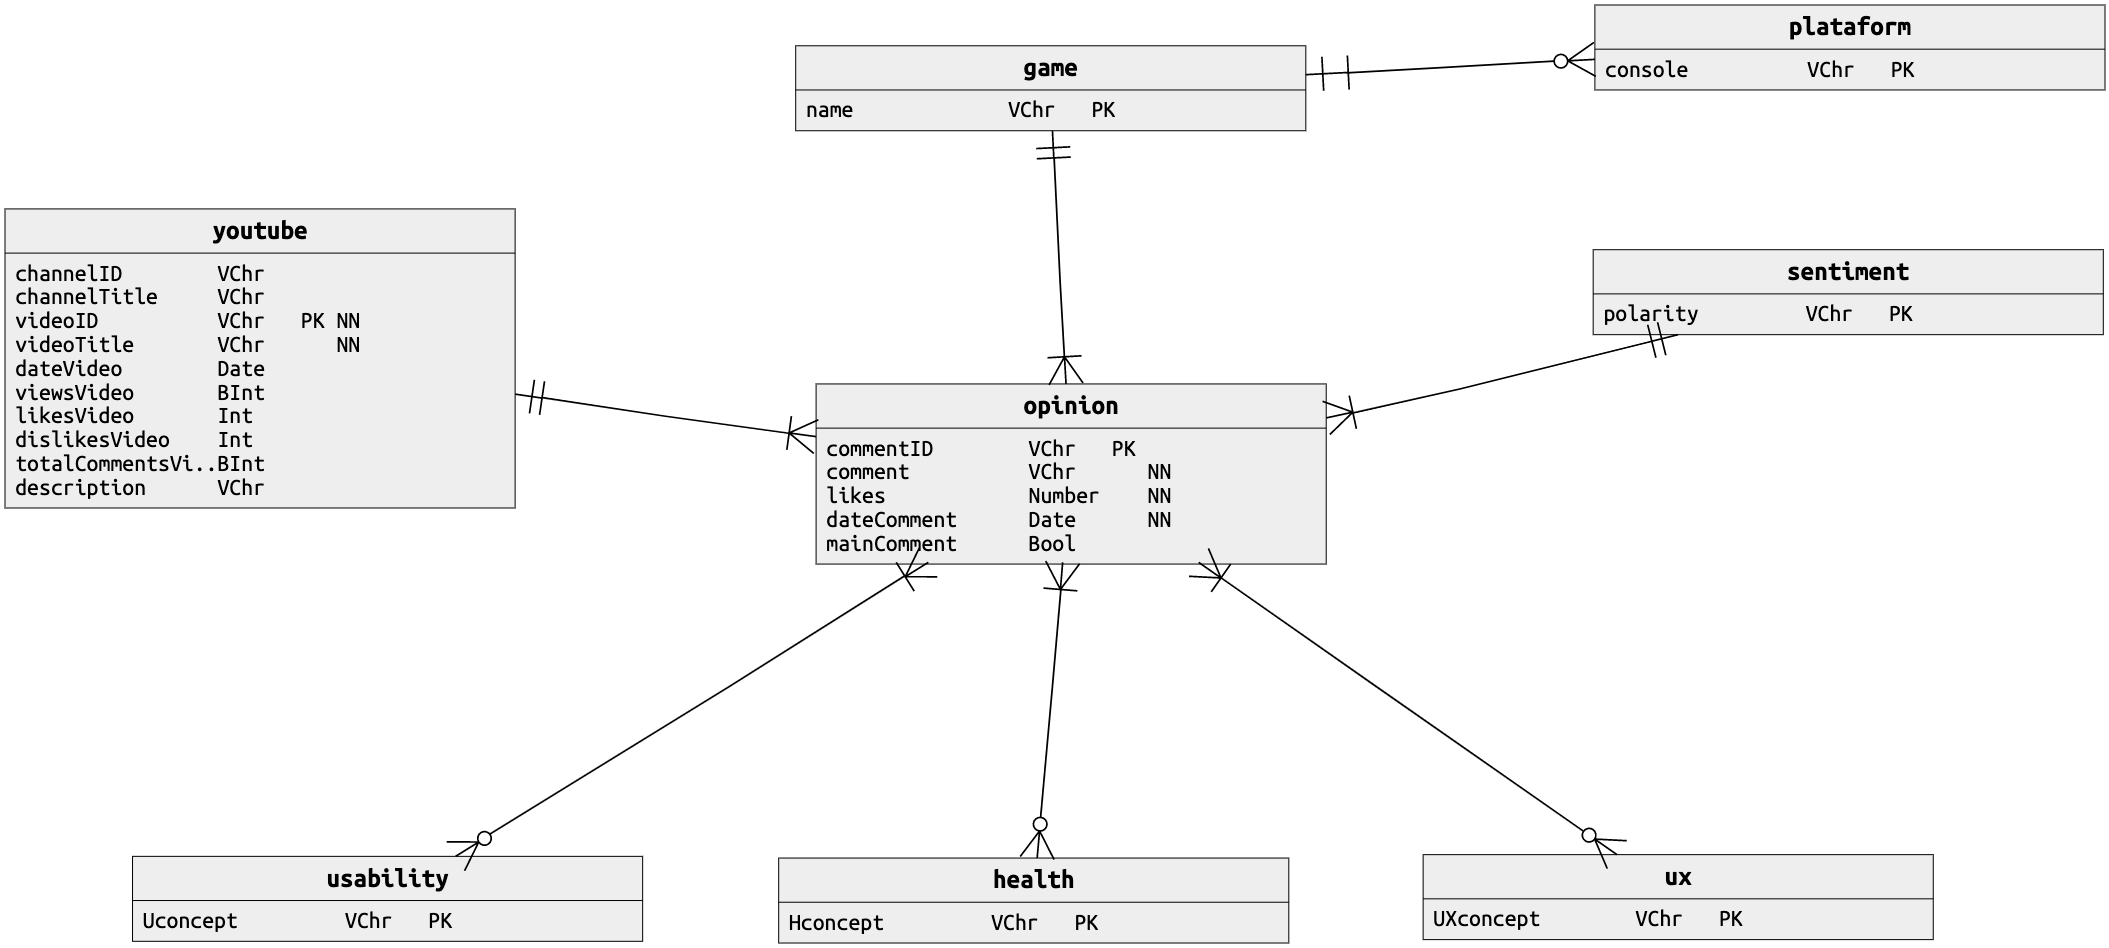 plataform
console VChr PK
game
name VChr PK
youtube
channelID VChr
channelTitle VChr
videoID VChr PK NN
videoTitle VChr NN
dateVideo Date
viewsVideo BInt
likesVideo Int
dislikesVideo Int
totalCommentsVi..BInt
description VChr
sentiment
polarity VChr PK
opinion
commentID VChr PK
comment VChr NN
likes Number NN
dateComment Date NN
mainComment Bool
usability
Uconcept VChr PK
health
Hconcept VChr PK
ux
UXconcept VChr PK